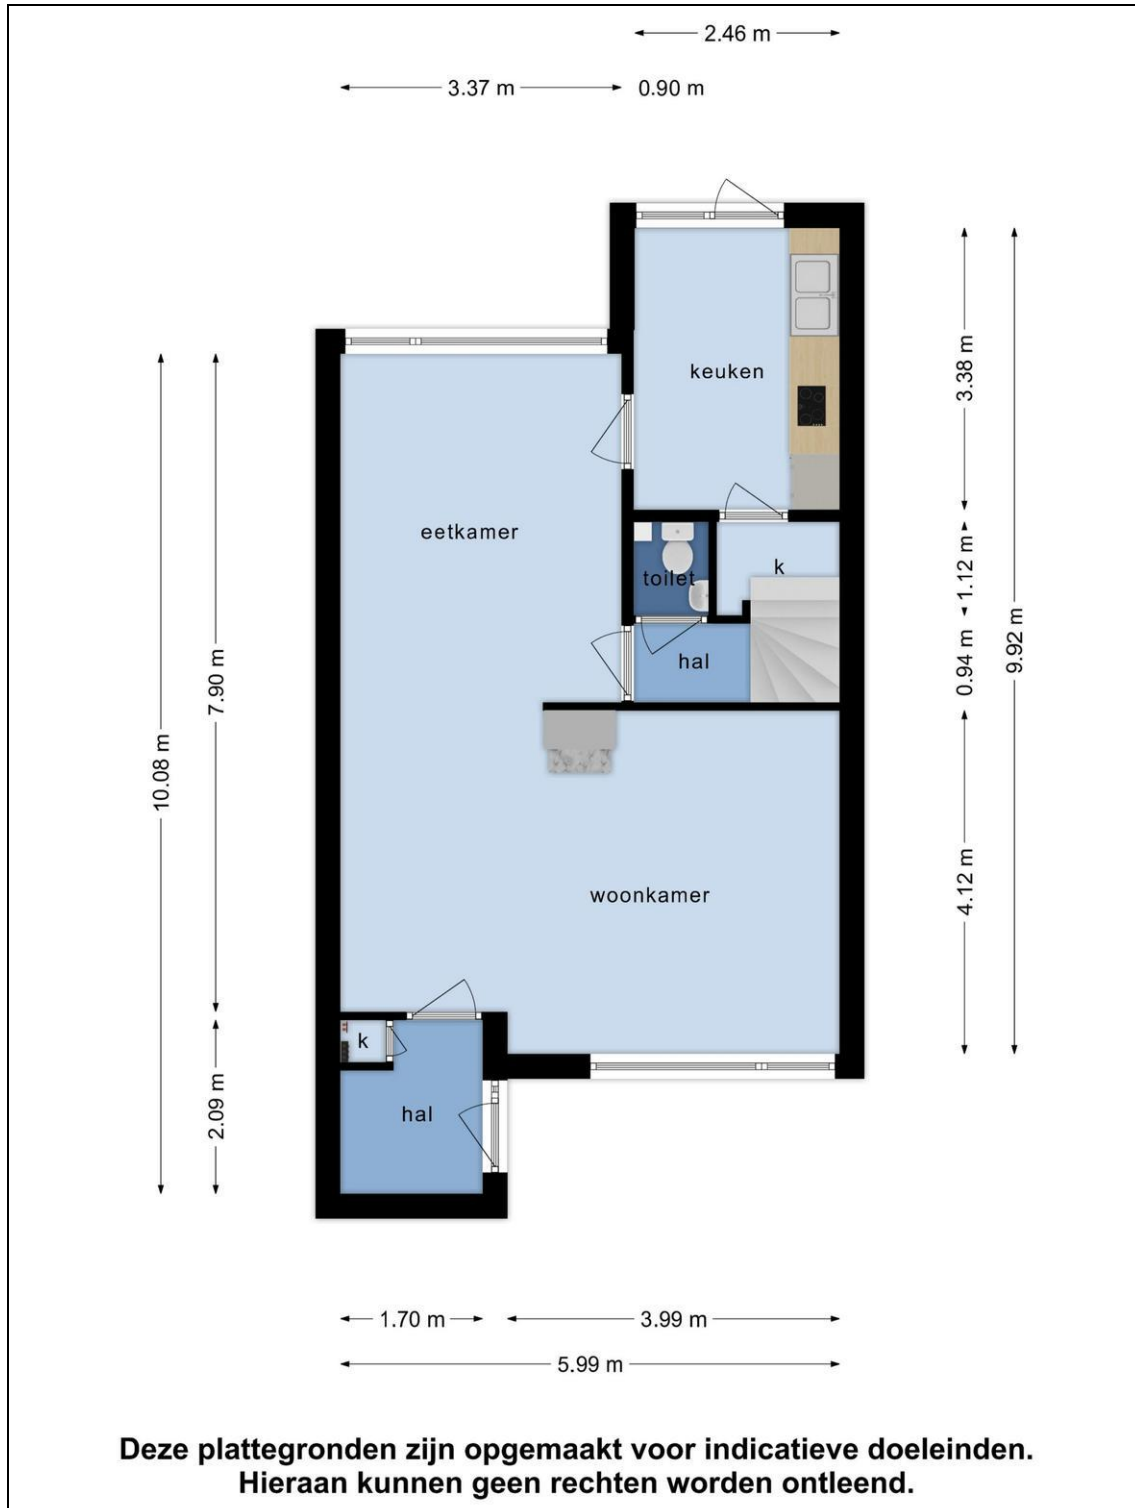 2.46 m
3.37 m
0.90 m
keuken
3.38 m
eetkamer
k
1.12 m
toilet
9.92 m
0.94 m
hal
7.90 m
10.08 m
4.12 m
woonkamer
k
2.09 m
hal
1.70 m
3.99 m
5.99 m
Deze plattegronden zijn opgemaakt voor indicatieve doeleinden.
Hieraan kunnen geen rechten worden ontleend.